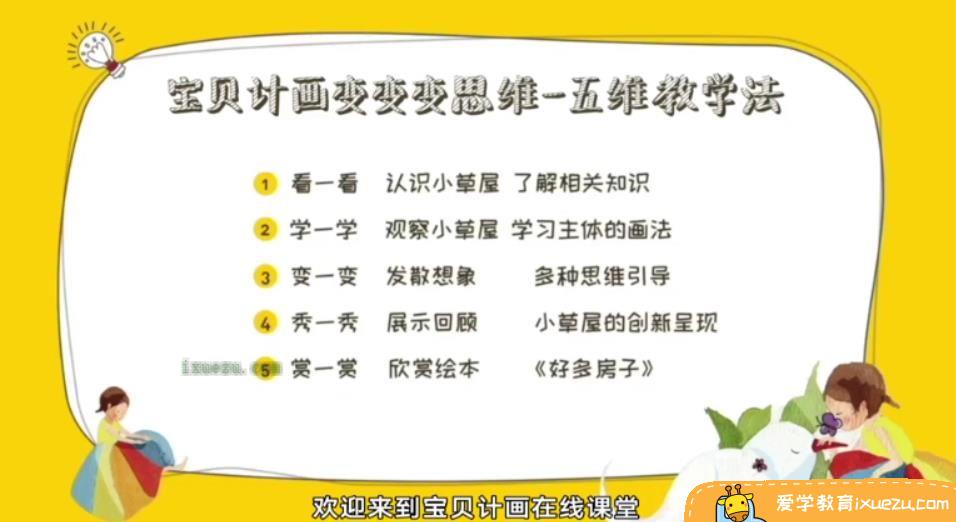 宝贝计画变变变思维-五维教学法
1 看一看 认识小草屋 了解相关知识
2 学一学 观察小草屋 学习主体的画法
3 变一变 发散想象 多种思维引导
4 秀一秀 展示回顾 小草屋的创新呈现
5 赏一赏 欣赏绘本 《好多房子》
ixuezu.com
欢迎来到宝贝计画在线课堂
爱学教育ixuezu.com